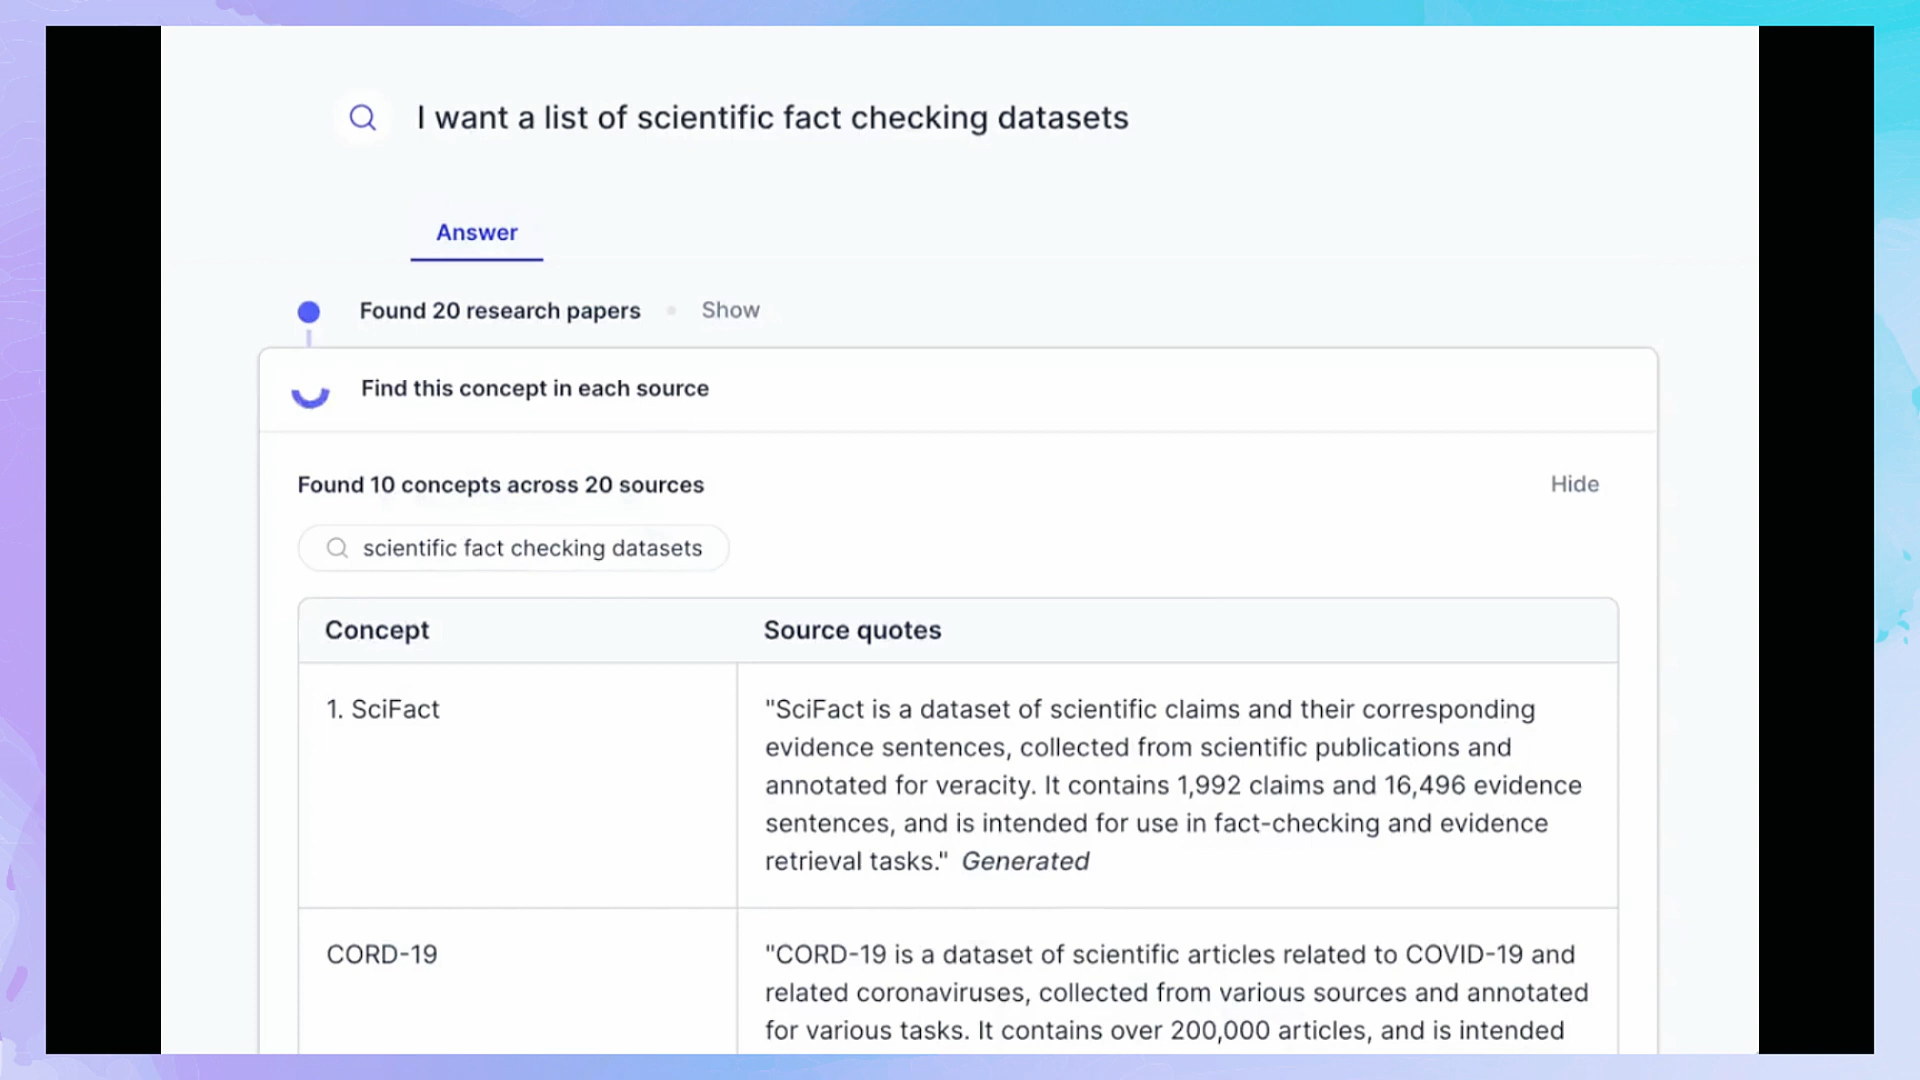 I want a list of scientific fact checking datasets
Answer
Found 20 research papers
Show
Find this concept in each source
Found 10 concepts across 20 sources
Hide
scientific fact checking datasets
Concept
Source quotes
1. SciFact
"SciFact is a dataset of scientific claims and their corresponding
evidence sentences, collected from scientific publications and
annotated for veracity. It contains 1,992 claims and 16,496 evidence
sentences, and is intended for use in fact-checking and evidence
retrieval tasks." Generated
CORD-19
"CORD-19 is a dataset of scientific articles related to COVID-19 and
related coronaviruses, collected from various sources and annotated
for various tasks. It contains over 200,000 articles, and is intended